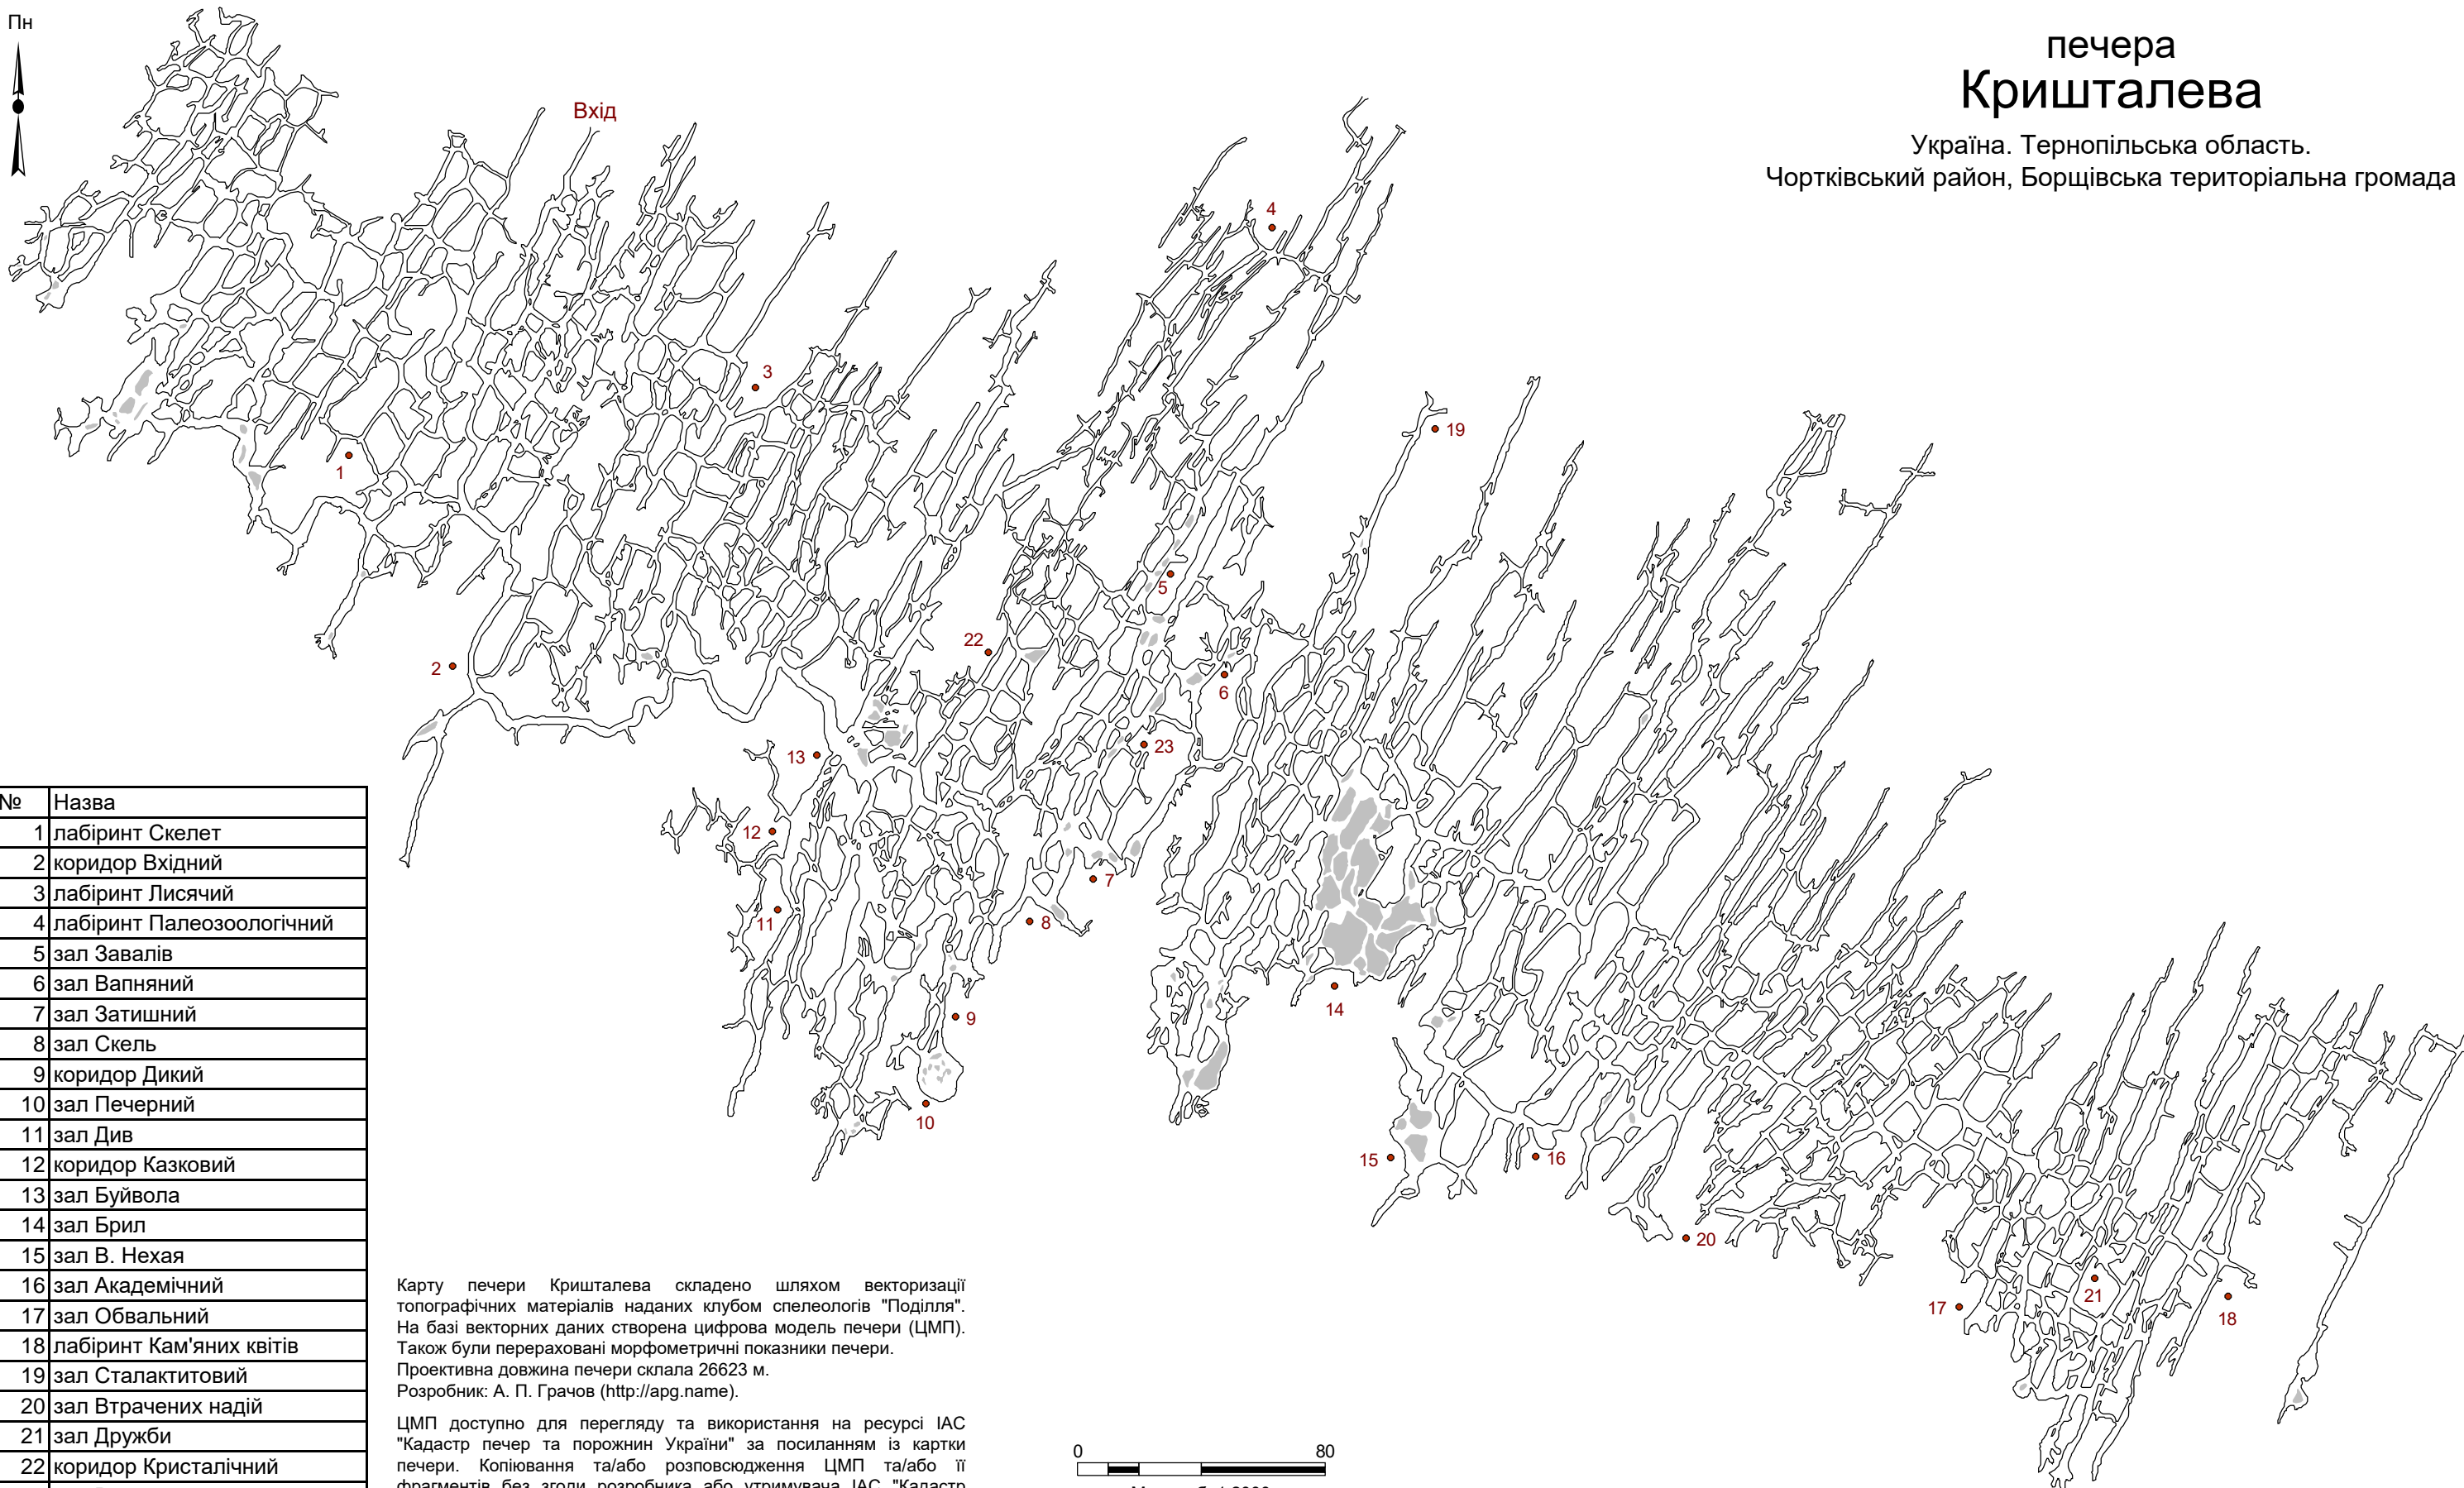 Пн
печера
Кришталева
Україна. Тернопільська область.
Чортківський район, Борщівська територіальна громада
Вхід
4
3
19
1
5
22
2
6
23
13
12
7
11
8
14
9
10
15
16
20
17
21
18
№ Назва
1 лабіринт Скелет
2 коридор Вхідний
3 лабіринт Лисячий
4 лабіринт Палеозоологічний
5 зал Завалів
6 зал Вапняний
7 зал Затишний
8 зал Скель
9 коридор Дикий
10 зал Печерний
11 зал Див
12 коридор Казковий
13 зал Буйвола
14 зал Брил
15 зал В. Нехая
16 зал Академічний
17 зал Обвальний
18 лабіринт Кам'яних квітів
19 зал Сталактитовий
20 зал Втрачених надій
21 зал Дружби
22 коридор Кристалічний
Карту печери Кришталева складено шляхом векторизації
топографічних матеріалів наданих клубом спелеологів "Поділля".
На базі векторних даних створена цифрова модель печери (ЦМП).
Також були перераховані морфометричні показники печери.
Проективна довжина печери склала 26623 м.
Розробник: А. П. Грачов (http://apg.name).
ЦМП доступно для перегляду та використання на ресурсі ІАС
"Кадастр печер та порожнин України" за посиланням із картки
печери. Копіювання та/або розповсюдження ЦМП та/або її
фрагментів без згоди розробника або утримувача ІАС "Кадастр
0 80